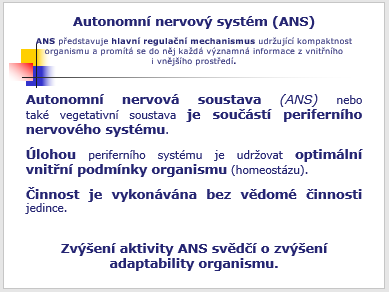 Autonomní nervový systém (ANS)
ANS představuje hlavní regulační mechanismus udržující kompaktnost
organismu a promítá se do něj každá významná informace z vnitřního
i vnějšího prostředí.
Autonomní nervová soustava (ANS) nebo
také vegetativní soustava je součástí periferního
nervového systému.
Úlohou periferního systému je udržovat optimální
vnitřní podmínky organismu (homeostázu).
Činnost je vykonávána bez vědomé činnosti
jedince.
Zvýšení aktivity ANS svědčí o zvýšení
adaptability organismu.